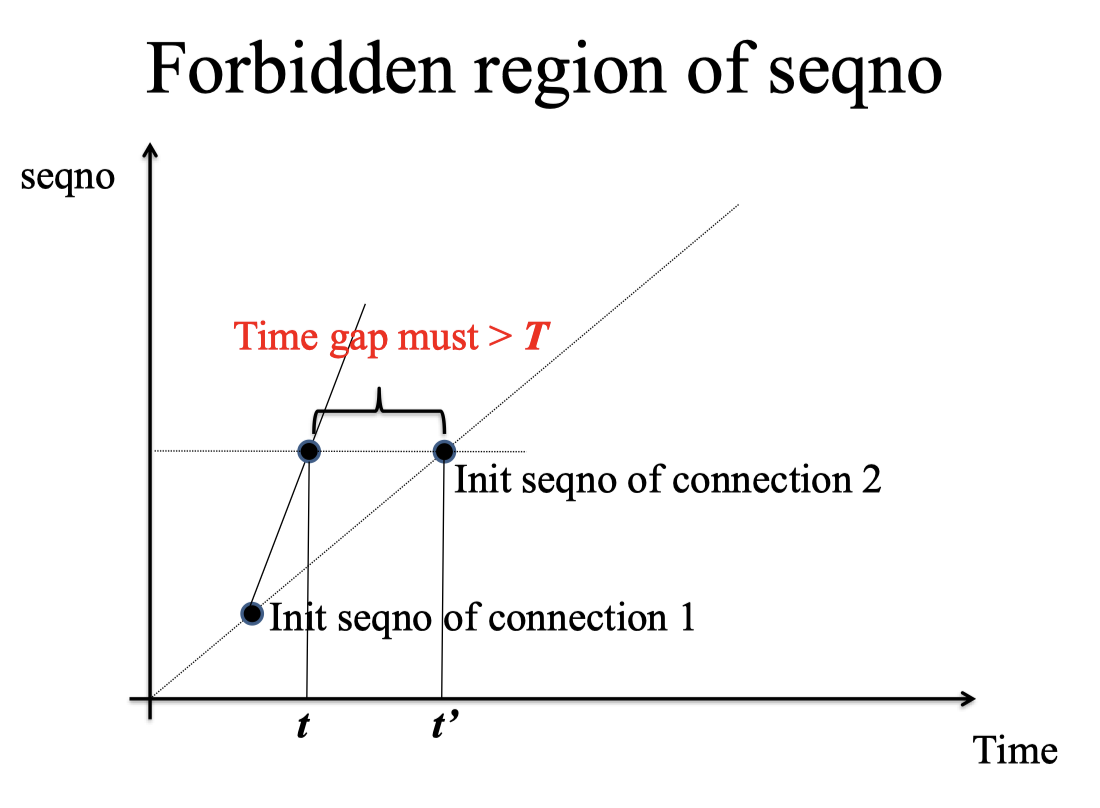 Forbidden region of seqno
seqno
Time gap must > T
Init seqno of connection 2
Init seqno of connection 1
t
t’
Time